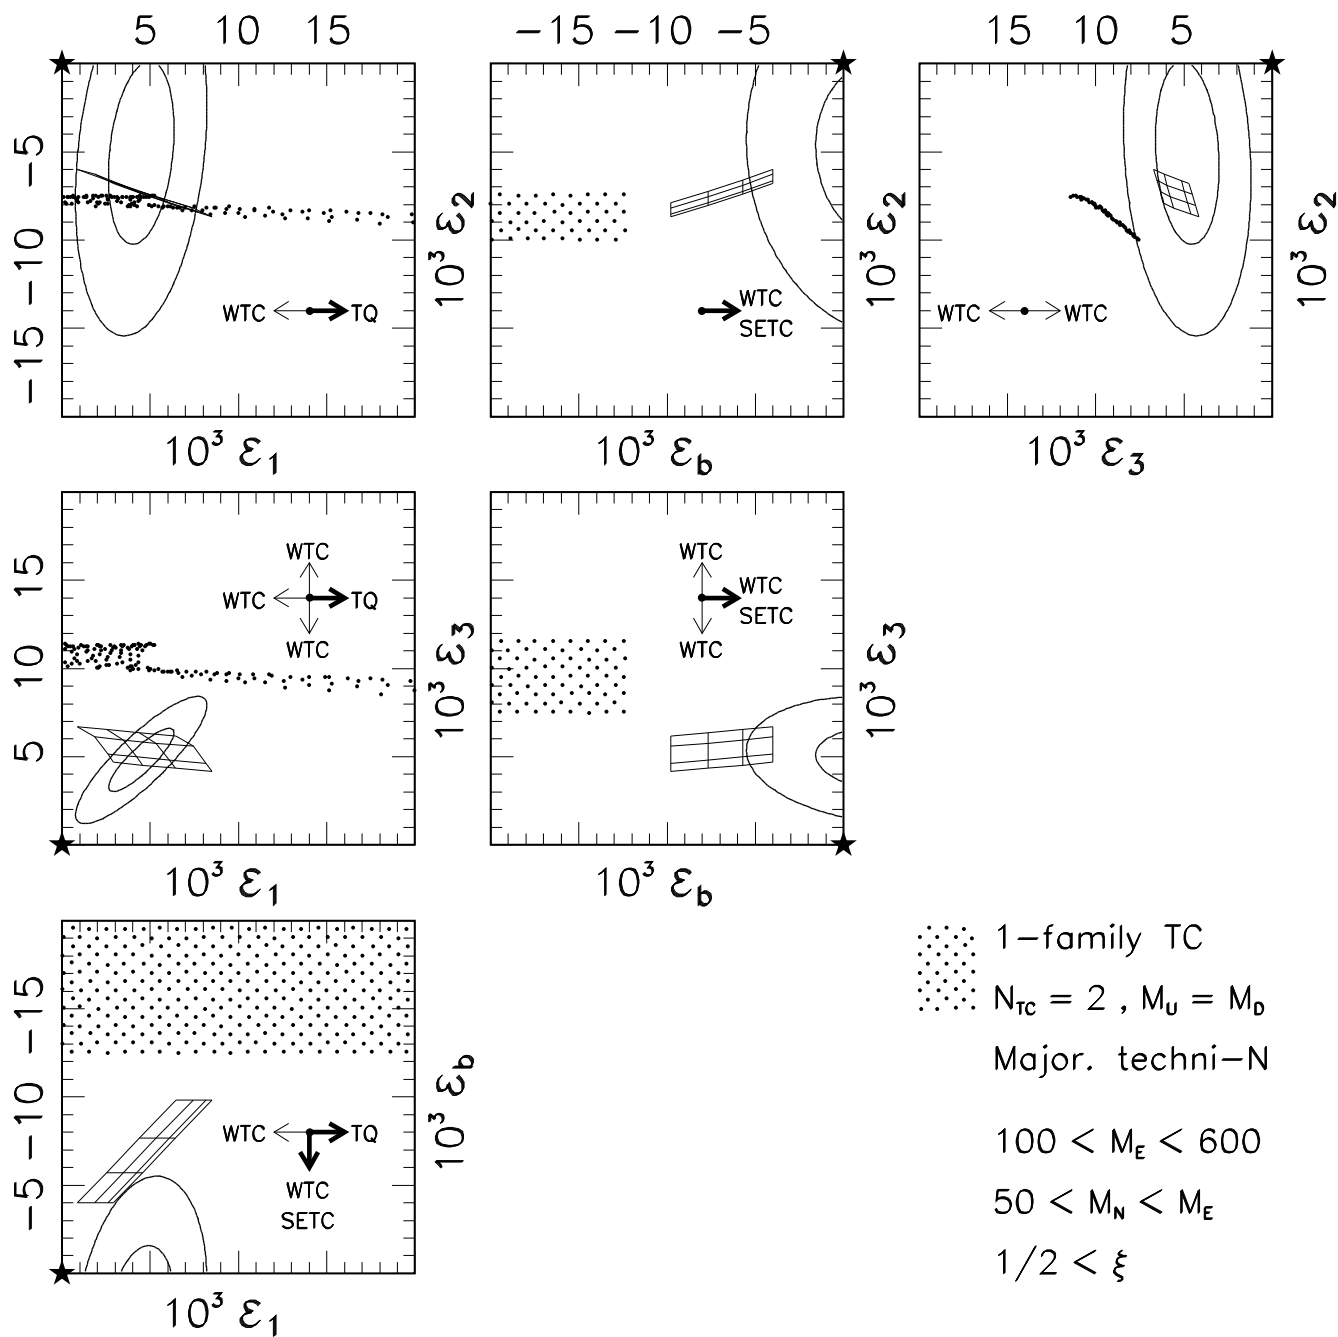 5 10 15 −15 −10 −5 15 10 5
−5
−10
−15
10³ ε₂
WTC TQ
10³ ε₁
10³ ε₂
WTC
SETC
10³ ε_b
10³ ε₂
WTC WTC
10³ ε₃
15
10
5
10³ ε₃
WTC
WTC TQ
WTC
10³ ε₁
10³ ε₃
WTC
WTC
SETC
WTC
10³ ε_b
−15
−10
−5
10³ ε_b
WTC TQ
WTC
SETC
10³ ε₁
1−family TC
N_TC = 2 , M_U = M_D
Major. techni−N
100 < M_E < 600
50 < M_N < M_E
1/2 < ξ